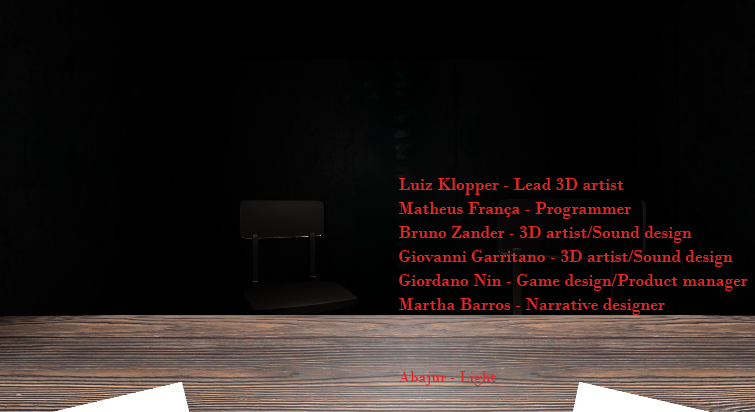 Luiz Klopper - Lead 3D artist
Matheus França - Programmer
Bruno Zander - 3D artist/Sound design
Giovanni Garritano - 3D artist/Sound design
Giordano Nin - Game design/Product manager
Martha Barros - Narrative designer
Abajur - Light